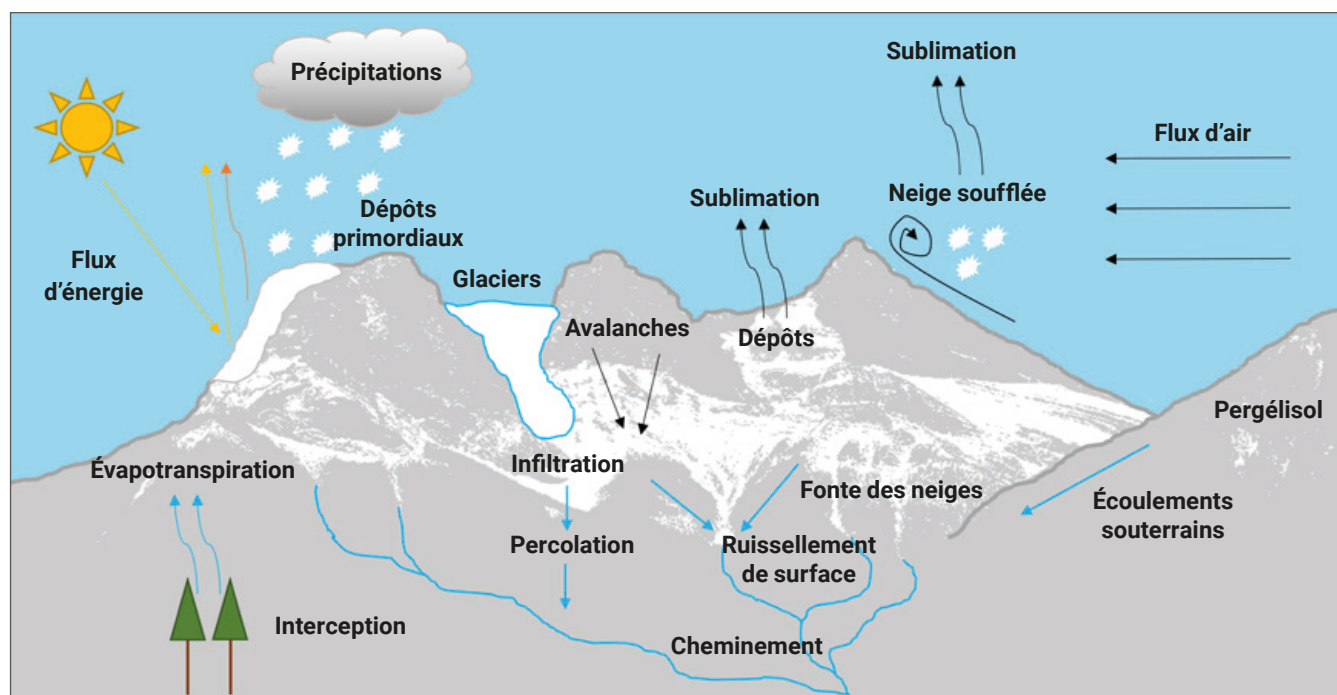 Précipitations
Sublimation
Flux d'air
Neige soufflée
Sublimation
Dépôts
primordiaux
Flux
d'énergie
Glaciers
Avalanches
Dépôts
Pergélisol
Évapotranspiration
Infiltration
Fonte des neiges
Écoulements
souterrains
Percolation
Ruissellement
de surface
Interception
Cheminement